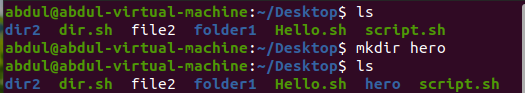 abdul@abdul-virtual-machine:~/Desktop$ ls
dir2  dir.sh  file2  folder1  Hello.sh  script.sh
abdul@abdul-virtual-machine:~/Desktop$ mkdir hero
abdul@abdul-virtual-machine:~/Desktop$ ls
dir2  dir.sh  file2  folder1  Hello.sh  hero  script.sh